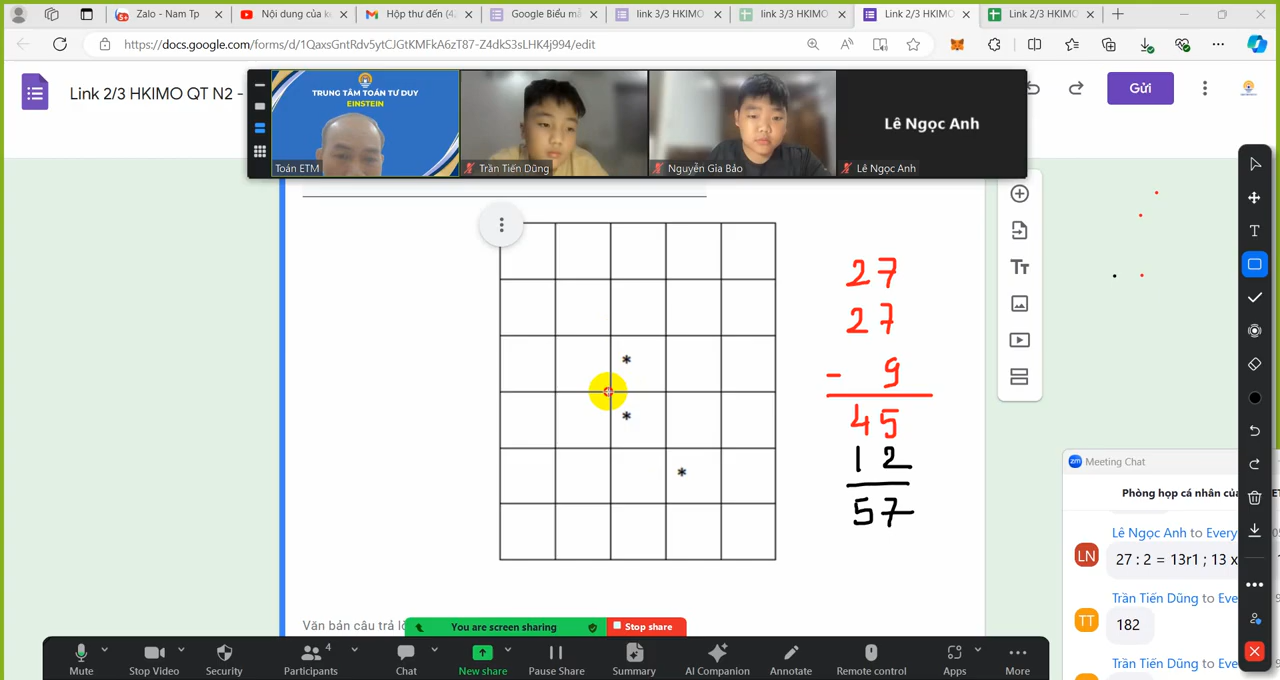 Zalo - Nam Tp
Nội dung của k
Hộp thư đến (4
Google Biểu m
link 3/3 HKIMO
link 3/3 HKIMO
Link 2/3 HKIMO
Link 2/3 HKIMO
https://docs.google.com/forms/d/1QaxsGntRdv5ytCJGtKMFkA6zT87-Z4dkS3sLHK4j994/edit
Link 2/3 HKIMO QT N2 -
Gửi
TRUNG TÂM TOÁN TƯ DUY
EINSTEIN
Toán ETM
Trần Tiến Dũng
Nguyễn Gia Bảo
Lê Ngọc Anh
Lê Ngọc Anh
*
*
*
27
27
- 9
45
12
57
Tт
T
Meeting Chat
Phòng họp cá nhân của
ET
Lê Ngọc Anh to Every
LN
27 : 2 = 13r1 ; 13 x
Trần Tiến Dũng to Eve
TT
182
Trần Tiến Dũng to Eve
Văn bản câu trả lờ
You are screen sharing
Stop share
Mute
Stop Video
Security
4
Participants
Chat
New share
Pause Share
Summary
AI Companion
Annotate
Remote control
Apps
More